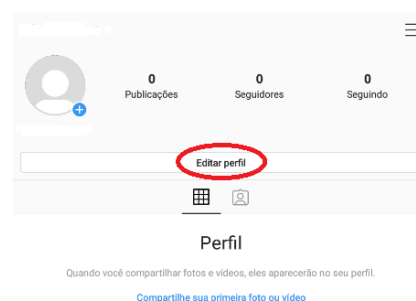 0 0 0
Publicações Seguidores Seguindo
Editar perfil
Perfil
Quando você compartilhar fotos e vídeos, eles aparecerão no seu perfil.
Compartilhe sua primeira foto ou vídeo